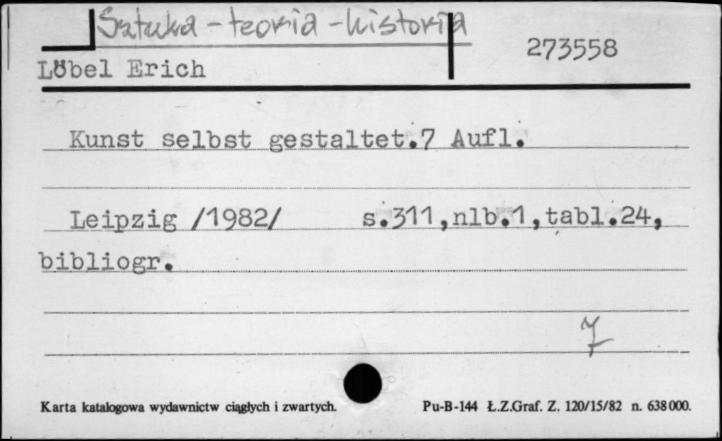 Sztuka - teoria - historia
273558
Löbel Erich
Kunst selbst gestaltet.7 Aufl.
Leipzig /1982/ s.311,nlb.1,tabl.24,
bibliogr.
7
Karta katalogowa wydawnictw ciągłych i zwartych. Pu-B-144 Ł.Z.Graf. Z. 120/15/82 n. 638000.